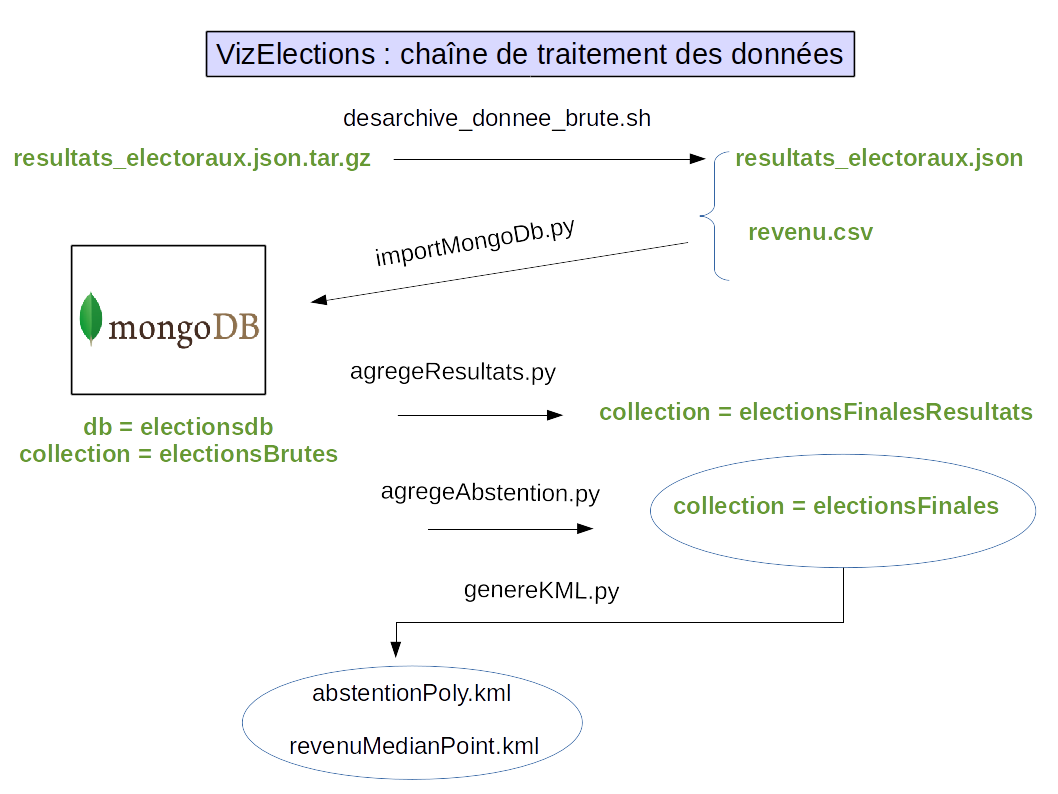 VizElections : chaîne de traitement des données
desarchive_donnee_brute.sh
resultats_electoraux.json.tar.gz
resultats_electoraux.json
revenu.csv
importMongoDb.py
mongoDB
agregeResultats.py
db = electionsdb
collection = electionsBrutes
collection = electionsFinalesResultats
agregeAbstention.py
collection = electionsFinales
genereKML.py
abstentionPoly.kml
revenuMedianPoint.kml